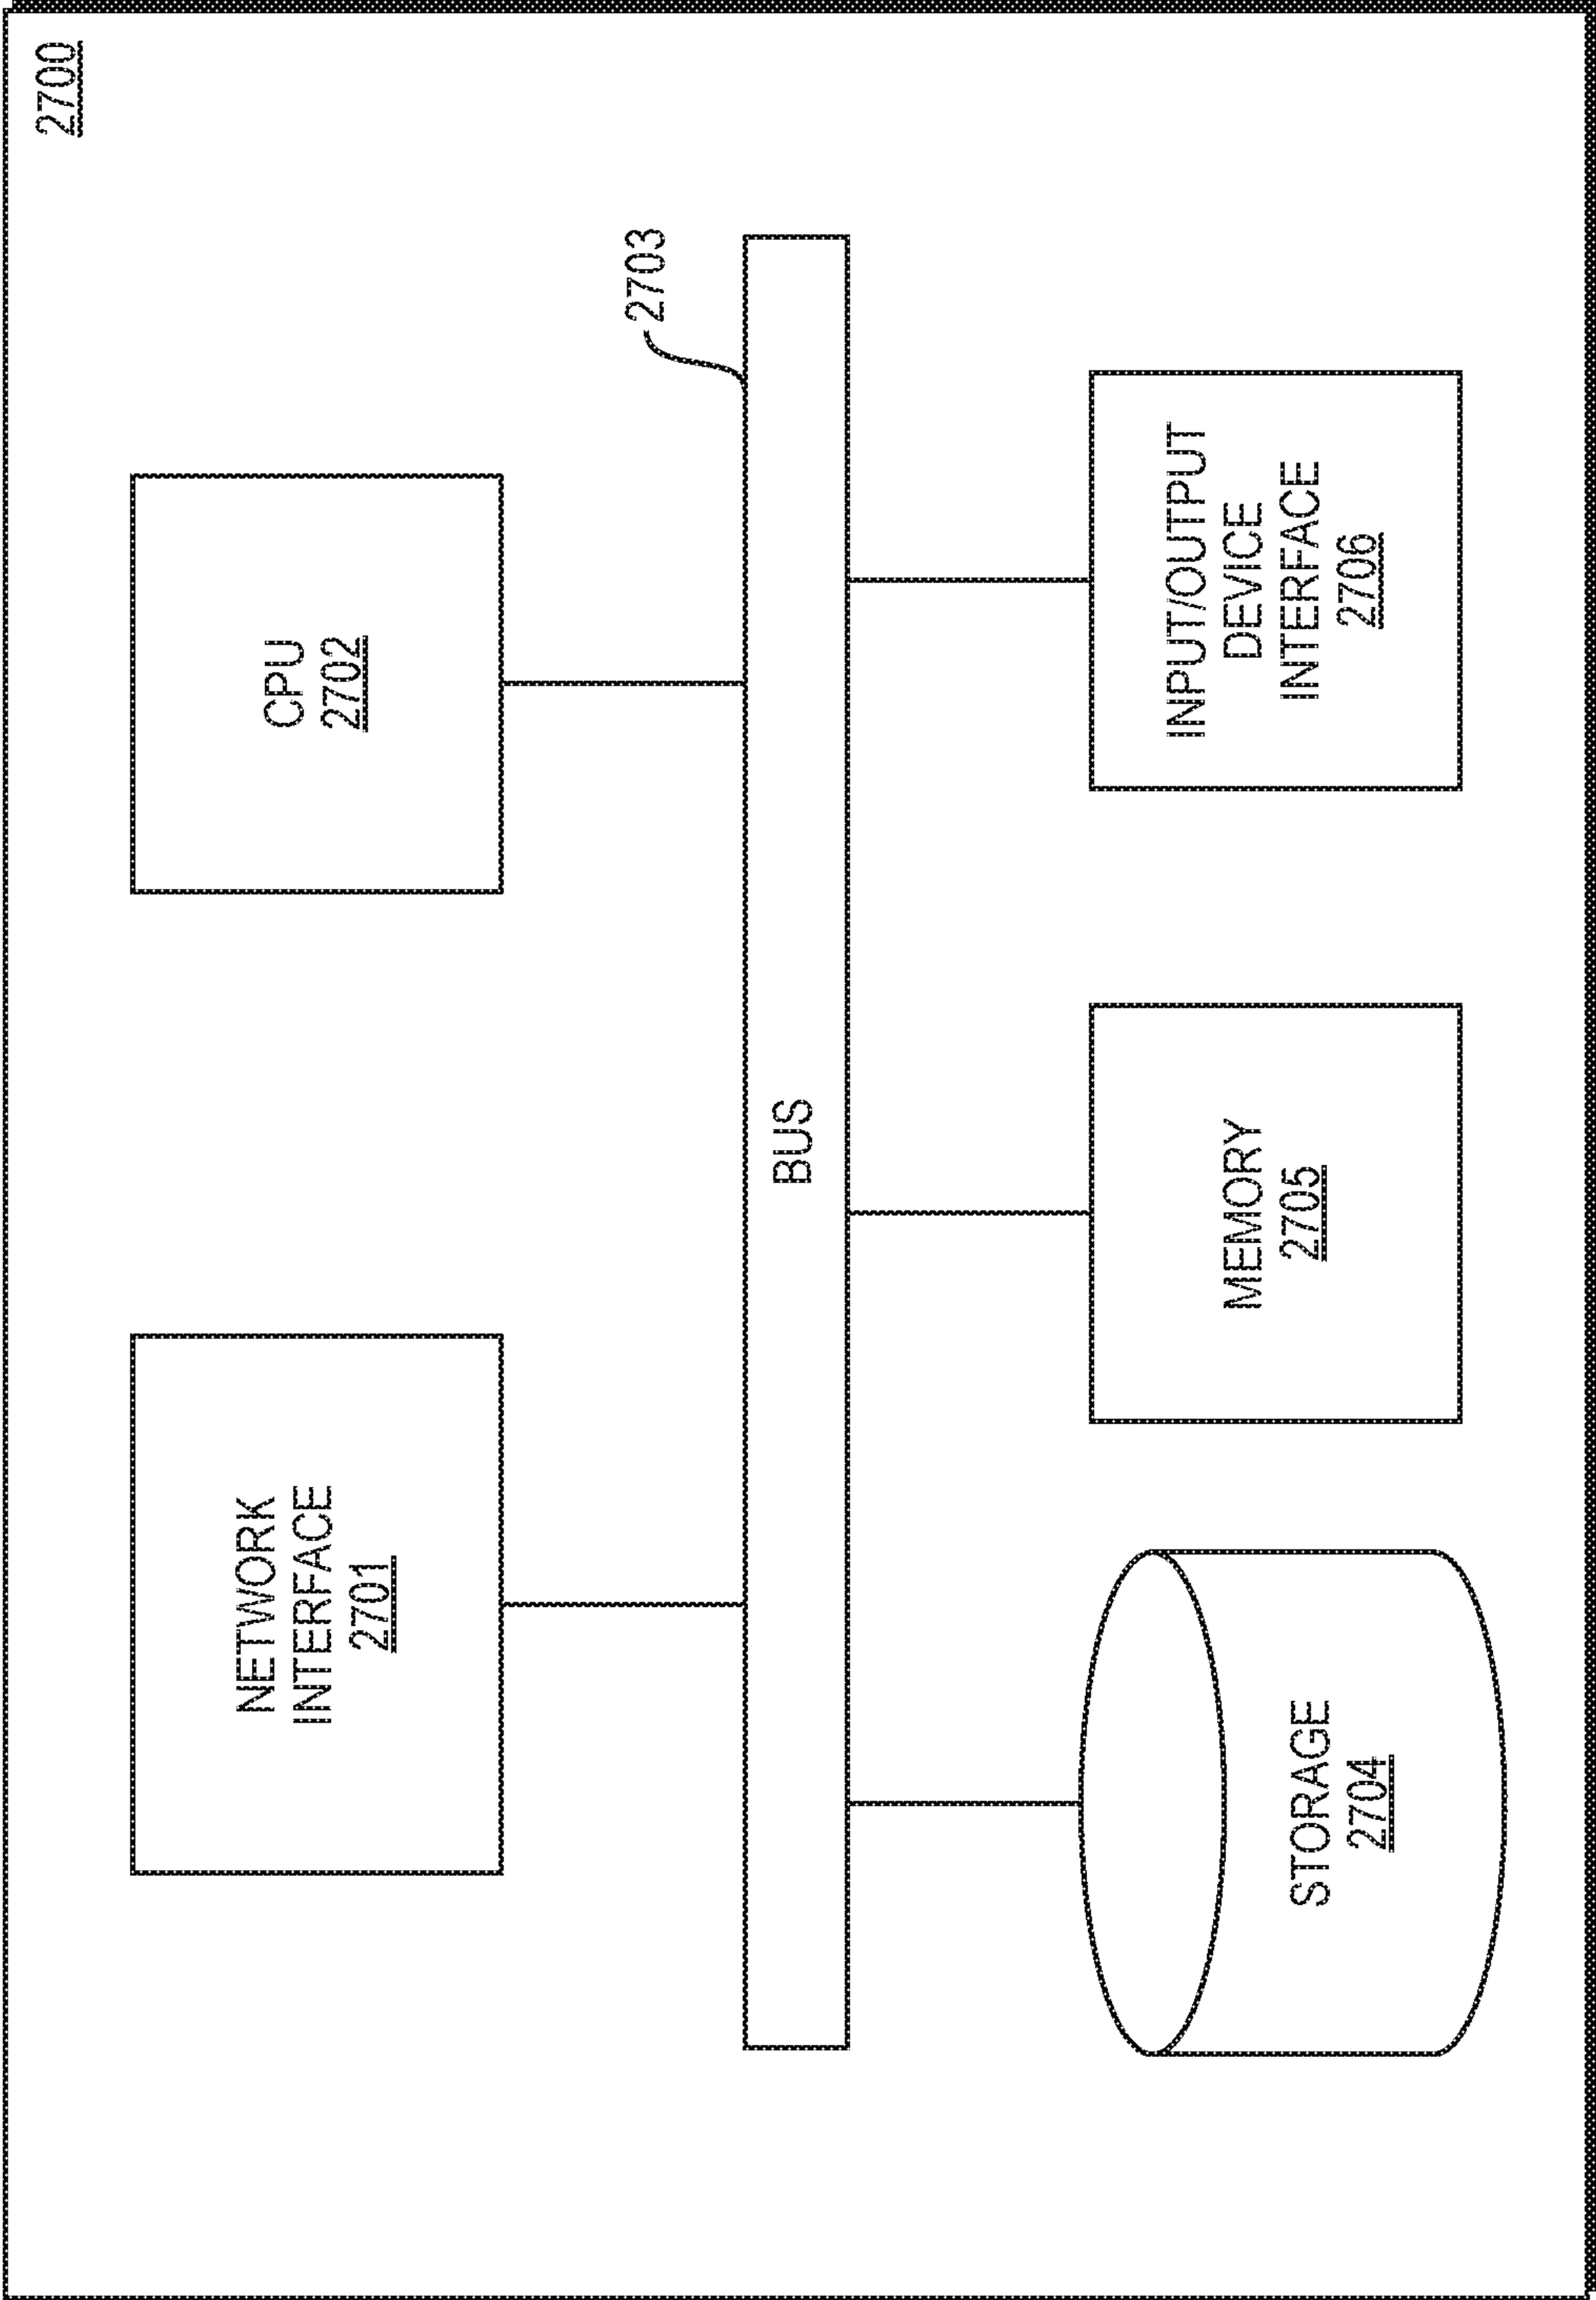 2700
NETWORK
INTERFACE
2701
CPU
2702
2703
BUS
STORAGE
2704
MEMORY
2705
INPUT/OUTPUT
DEVICE
INTERFACE
2706